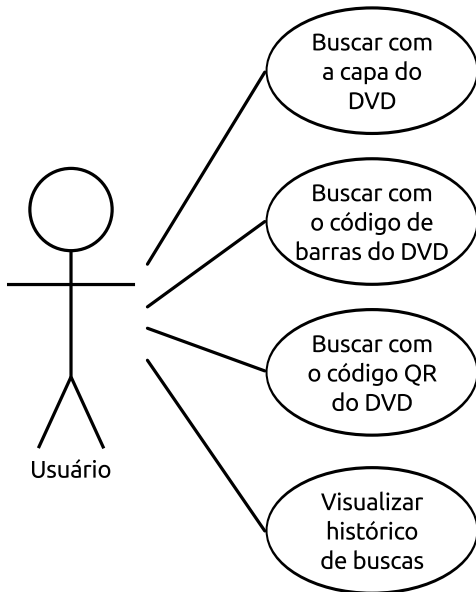 Buscar com
a capa do
DVD
Buscar com
o código de
barras do DVD
Buscar com
o código QR
do DVD
Usuário
Visualizar
histórico
de buscas